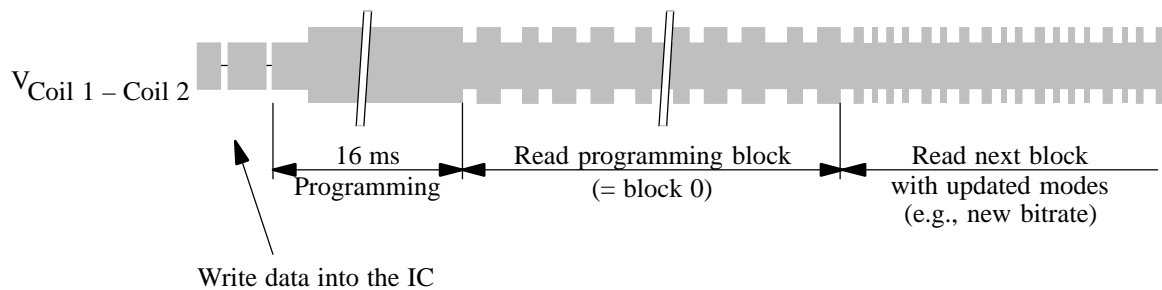 V
Coil 1 – Coil 2
16 ms
Programming
Read programming block
(= block 0)
Read next block
with updated modes
(e.g., new bitrate)
Write data into the IC